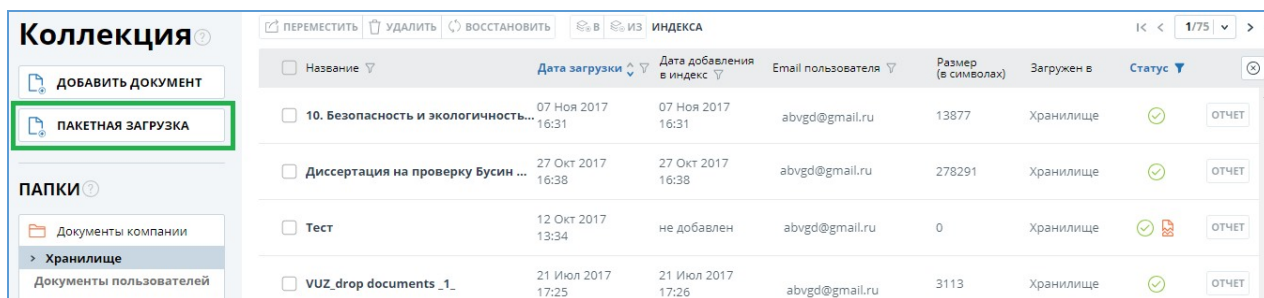 Коллекция
ПЕРЕМЕСТИТЬ УДАЛИТЬ ВОССТАНОВИТЬ В ИЗ ИНДЕКСА 1/75
ДОБАВИТЬ ДОКУМЕНТ
ПАКЕТНАЯ ЗАГРУЗКА
ПАПКИ
Документы компании
> Хранилище
Документы пользователей
Название Дата загрузки Дата добавления в индекс Email пользователя Размер (в символах) Загружен в Статус
10. Безопасность и экологичность... 07 Ноя 2017 16:31 07 Ноя 2017 16:31 abvgd@gmail.ru 13877 Хранилище ОТЧЕТ
Диссертация на проверку Бусин ... 27 Окт 2017 16:38 27 Окт 2017 16:38 abvgd@gmail.ru 278291 Хранилище ОТЧЕТ
Тест 12 Окт 2017 13:34 не добавлен abvgd@gmail.ru 0 Хранилище ОТЧЕТ
VUZ_drop documents _1_ 21 Июл 2017 17:25 21 Июл 2017 17:26 abvgd@gmail.ru 3113 Хранилище ОТЧЕТ